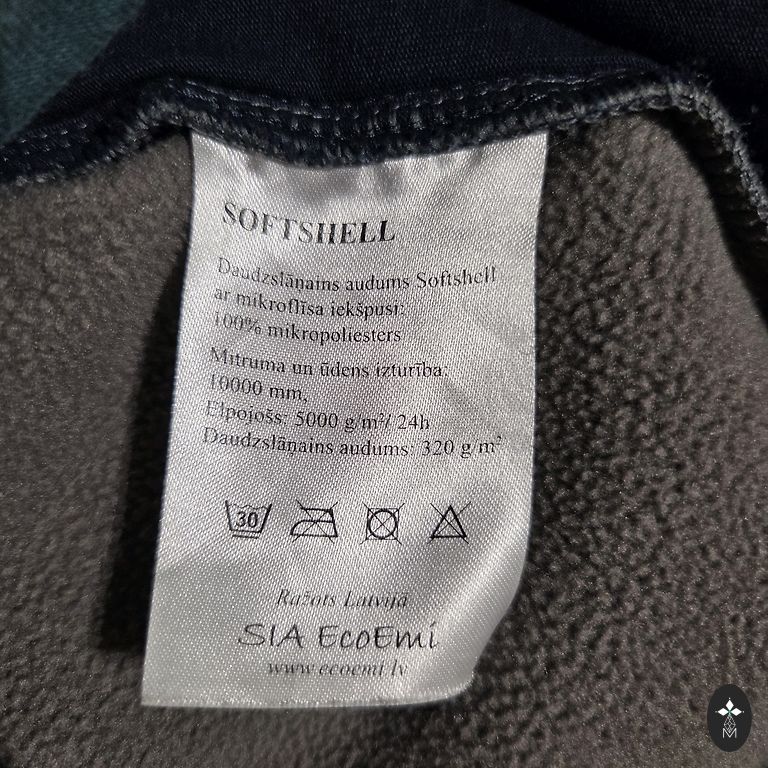 SOFTSHELL
Daudzslāņains audums Softshell
ar mikroflīsa iekšpusi:
100% mikropoliesters
Mitruma un ūdens izturība:
10000 mm,
Elpojošs: 5000 g/m²/ 24h
Daudzslāņains audums: 320 g/m²
30
Ražots Latvijā
SIA EcoEmi
www.ecoemi.lv
M